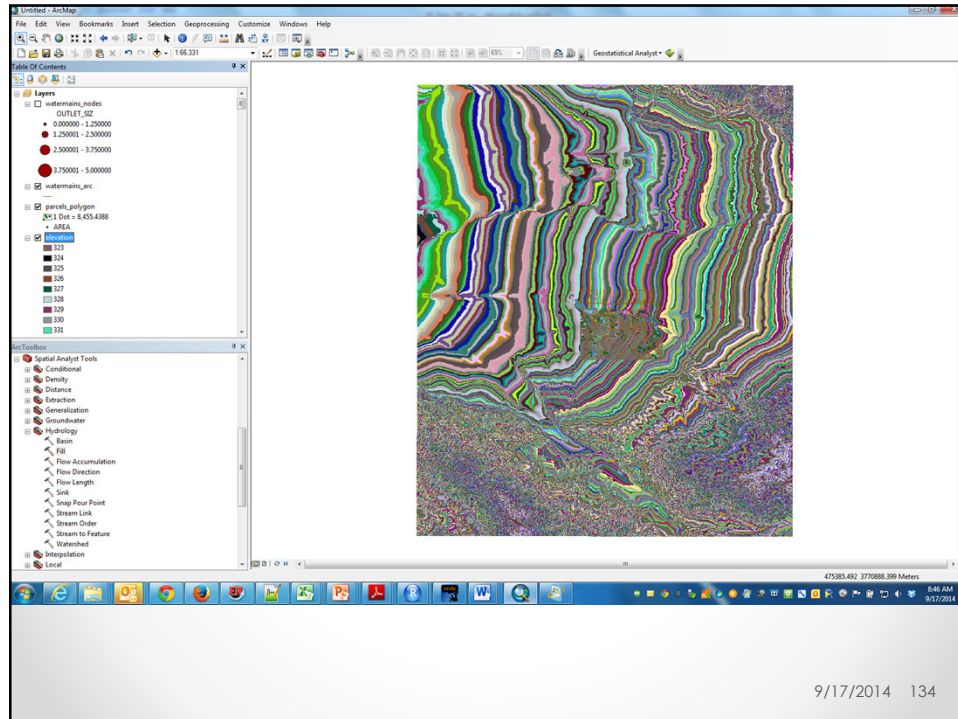 Untitled - ArcMap
File Edit View Bookmarks Insert Selection Geoprocessing Customize Windows Help
1:66,331
69%
Geostatistical Analyst
Table Of Contents
Layers
watermains_nodes
OUTLET_SIZ
0.000000 - 1.250000
1.250001 - 2.500000
2.500001 - 3.750000
3.750001 - 5.000000
watermains_arc
parcels_polygon
1 Dot = 8,455.4388
AREA
elevation
323
324
325
326
327
328
329
330
331
ArcToolbox
Spatial Analyst Tools
Conditional
Density
Distance
Extraction
Generalization
Groundwater
Hydrology
Basin
Fill
Flow Accumulation
Flow Direction
Flow Length
Sink
Snap Pour Point
Stream Link
Stream Order
Stream to Feature
Watershed
Interpolation
Local
475385.492 3770888.399 Meters
8:46 AM
9/17/2014
9/17/2014 134